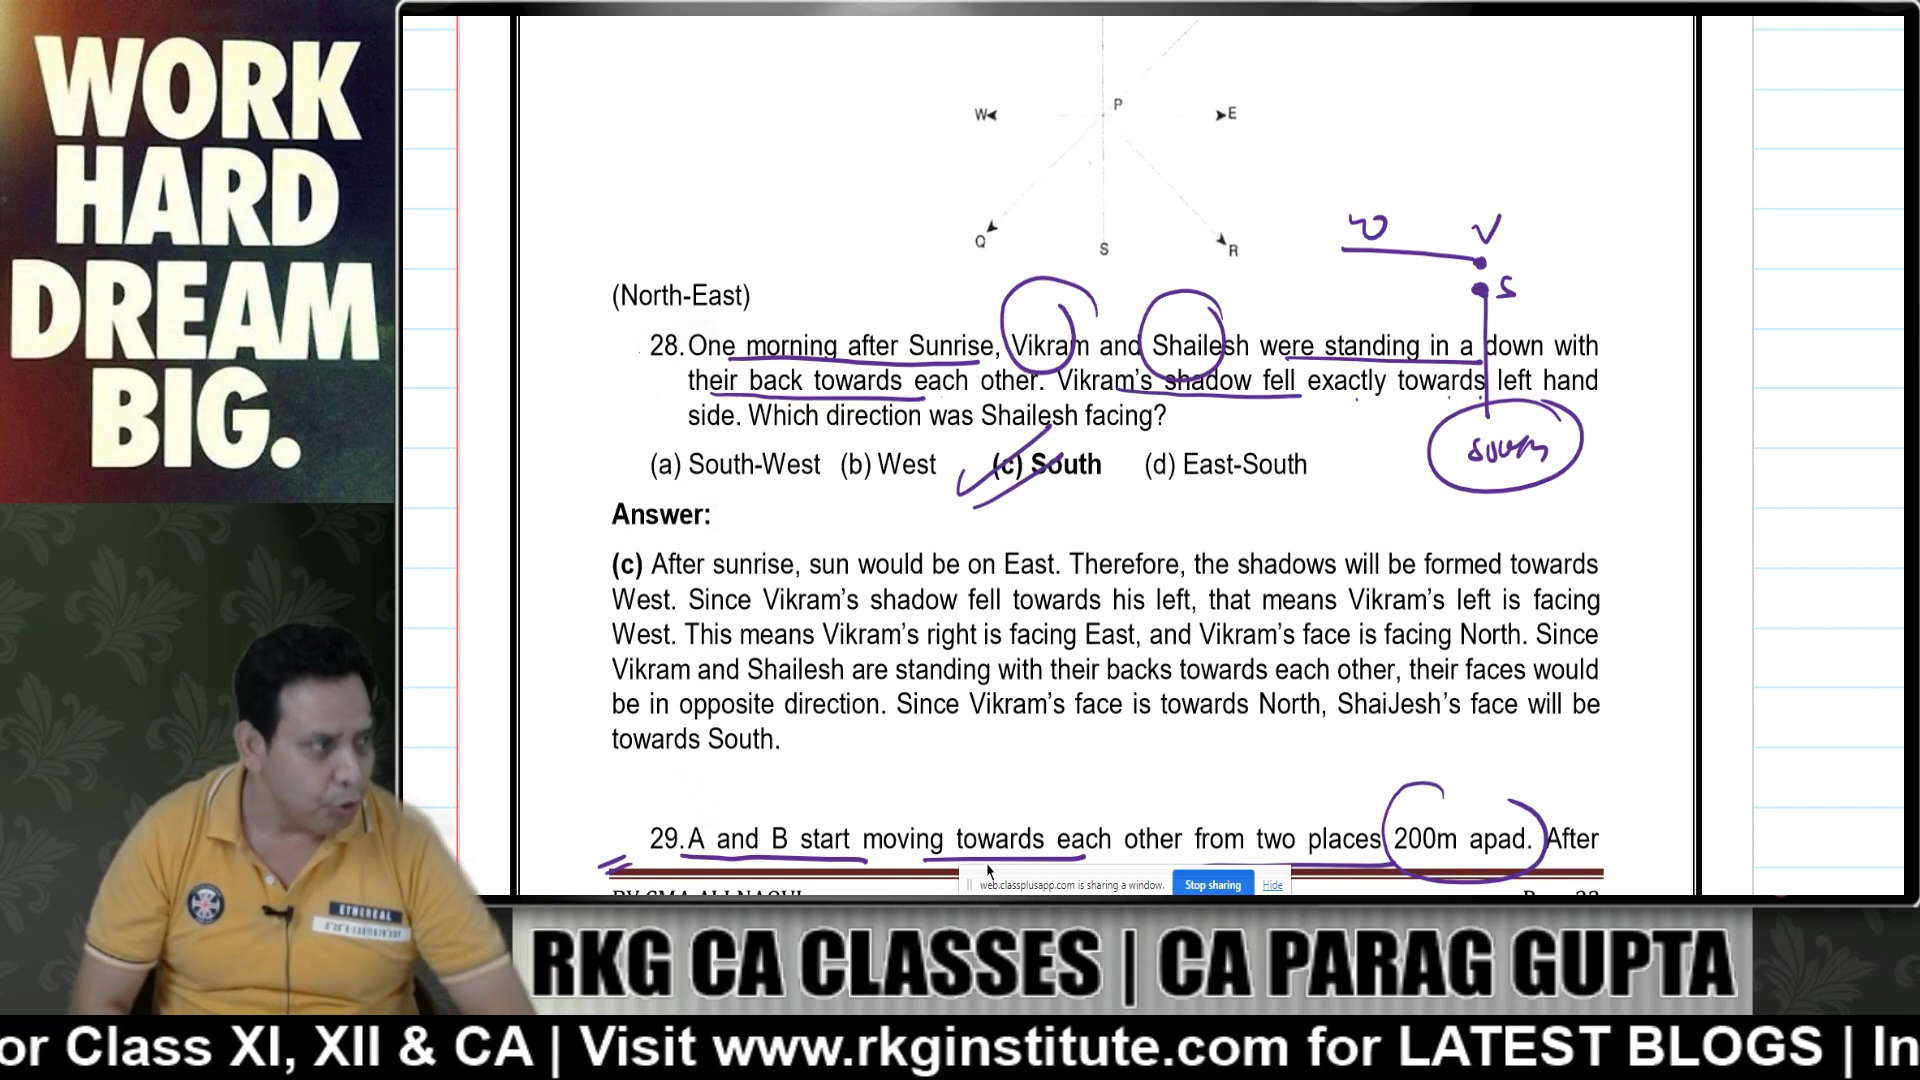 WORK
HARD
DREAM
BIG.
P
W
E
Q
S
R
V
S
(North-East)
28. One morning after Sunrise, Vikram and Shailesh were standing in a down with
their back towards each other. Vikram's shadow fell exactly towards left hand
side. Which direction was Shailesh facing?
South
(a) South-West (b) West (c) South (d) East-South
Answer:
(c) After sunrise, sun would be on East. Therefore, the shadows will be formed towards
West. Since Vikram's shadow fell towards his left, that means Vikram's left is facing
West. This means Vikram's right is facing East, and Vikram's face is facing North. Since
Vikram and Shailesh are standing with their backs towards each other, their faces would
be in opposite direction. Since Vikram's face is towards North, ShaiJesh's face will be
towards South.
29. A and B start moving towards each other from two places 200m apad. After
web.classplusapp.com is sharing a window. Stop sharing Hide
ETHEREAL
RKG CA CLASSES | CA PARAG GUPTA
or Class XI, XII & CA | Visit www.rkginstitute.com for LATEST BLOGS | In